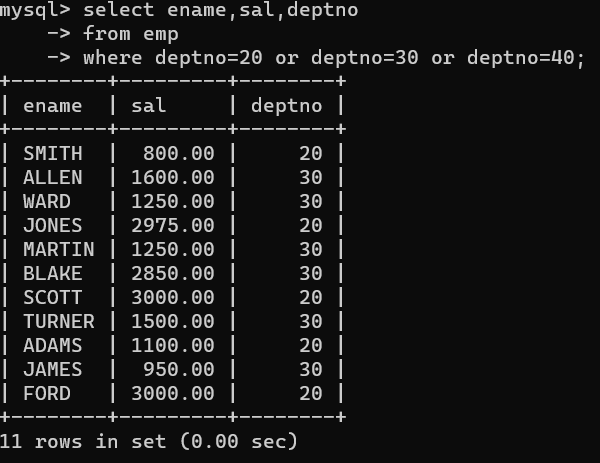 mysql> select ename,sal,deptno
    -> from emp
    -> where deptno=20 or deptno=30 or deptno=40;
+--------+---------+--------+
| ename  | sal     | deptno |
+--------+---------+--------+
| SMITH  |  800.00 |     20 |
| ALLEN  | 1600.00 |     30 |
| WARD   | 1250.00 |     30 |
| JONES  | 2975.00 |     20 |
| MARTIN | 1250.00 |     30 |
| BLAKE  | 2850.00 |     30 |
| SCOTT  | 3000.00 |     20 |
| TURNER | 1500.00 |     30 |
| ADAMS  | 1100.00 |     20 |
| JAMES  |  950.00 |     30 |
| FORD   | 3000.00 |     20 |
+--------+---------+--------+
11 rows in set (0.00 sec)